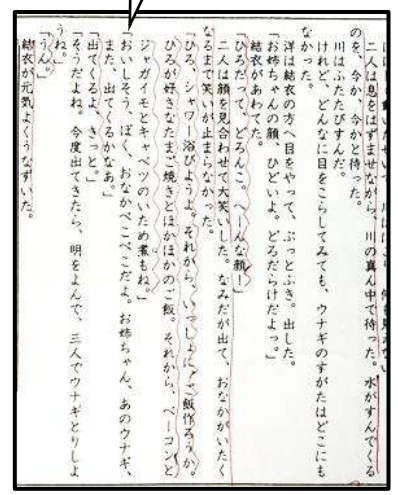 二人は息をはずませながら、川の真ん中で待った。水がすんでくる
のを、今か、今かと待った。
川はふたたびすんだ。
けれど、どんなに目をこらしてみても、ウナギのすがたはどこにも
なかった。
洋は結衣の方へ目をやって、ぷっとふき。出した。
「お姉ちゃんの顔、ひどいよ。どろだらけだよっ。」
結衣があわてた。
ひろだって、どろんこ。へんな顔!」
二人は顔を見合わせて大笑いした。なみだが出て、おなかがいたく
なるまで笑いが止まらなかった。
「ひろ、シャワー浴びようよ。それから、いっしょに、ご飯作ろうか。
ひろが好きなたまご焼きとほかほかのご飯。それから、ベーコンと
ジャガイモとキャベツのいため煮もね。」
「おいしそう、ぼく、おなかぺこぺこだよ。お姉ちゃん、あのウナギ、
また、出てくるかなあ。」
「出てくるよ、きっと。」
「そうだよね。今度出てきたら、明をよんで、三人でウナギとりしよ
うね。」
「うん。」
結衣が元気よくうなずいた。